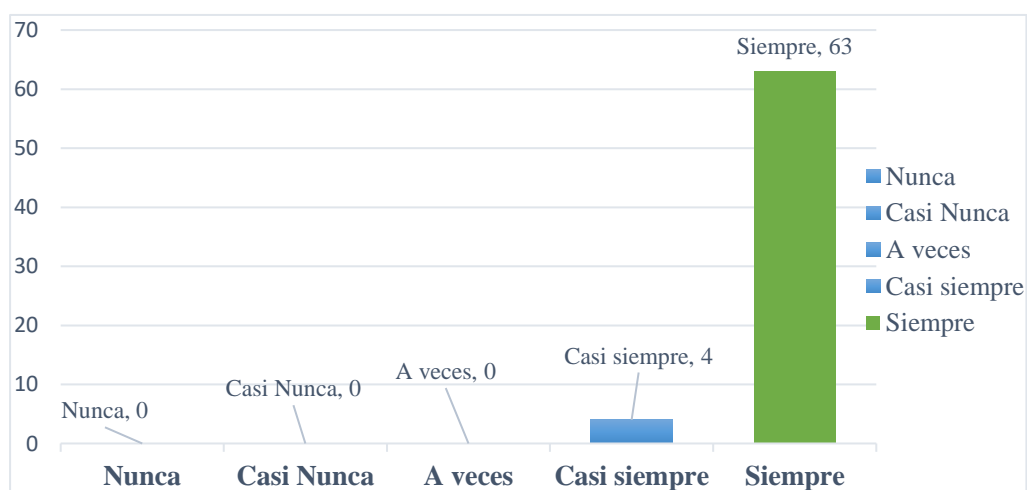 70
60
50
40
30
20
10
0
Siempre, 63
Casi siempre, 4
A veces, 0
Casi Nunca, 0
Nunca, 0
Nunca
Casi Nunca
A veces
Casi siempre
Siempre
Nunca
Casi Nunca
A veces
Casi siempre
Siempre